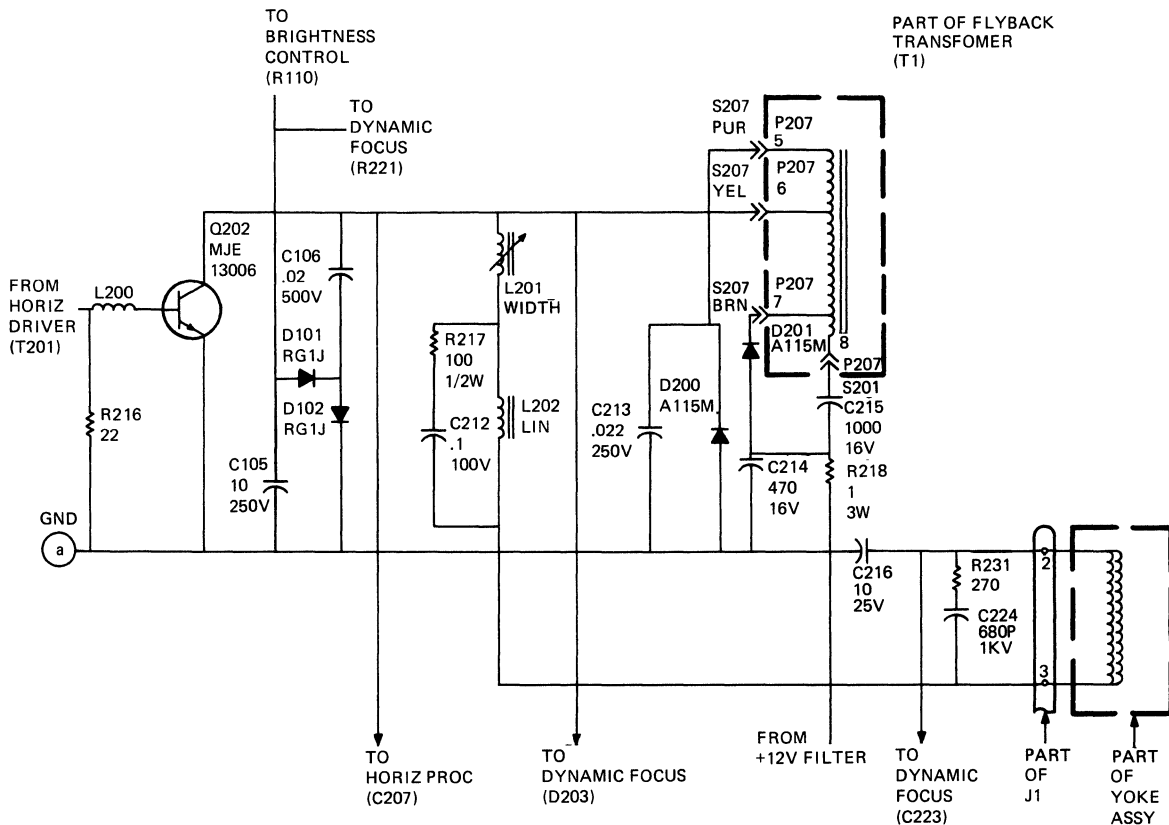 TO
BRIGHTNESS
CONTROL
(R110)
PART OF FLYBACK
TRANSFOMER
(T1)
TO
DYNAMIC
FOCUS
(R221)
S207
PUR
P207
5
S207
YEL
P207
6
Q202
MJE
13006
C106
.02
500V
FROM
HORIZ
DRIVER
(T201)
L200
L201
WIDTH
S207
BRN
P207
7
D201
A115M
8
P207
D101
RG1J
R217
100
1/2W
D200
A115M
S201
C215
1000
16V
R216
22
D102
RG1J
C212
.1
100V
L202
LIN
C213
.022
250V
C105
10
250V
C214
470
16V
R218
1
3W
GND
a
C216
10
25V
R231
270
C224
680P
1KV
2
3
TO
HORIZ PROC
(C207)
TO
DYNAMIC FOCUS
(D203)
FROM
+12V FILTER
TO
DYNAMIC
FOCUS
(C223)
PART
OF
J1
PART
OF
YOKE
ASSY